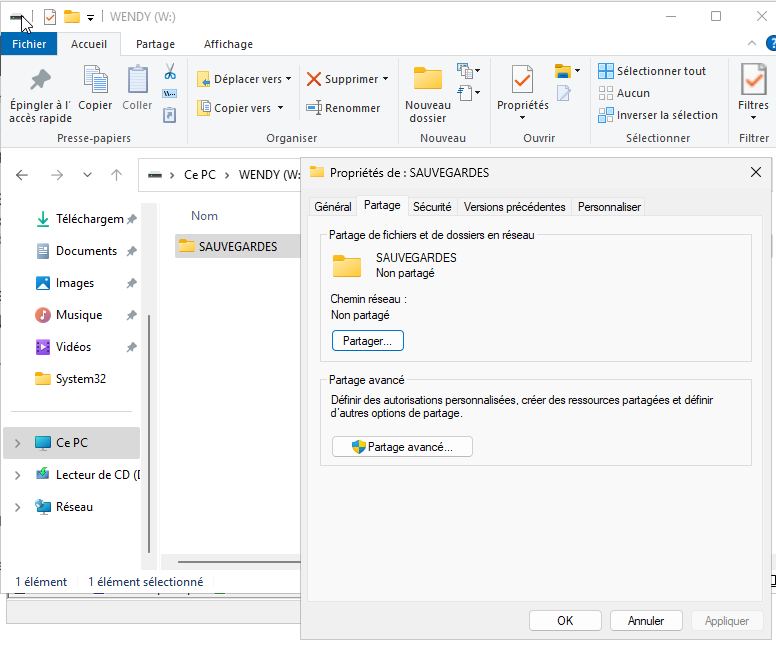 WENDY (W:)
Fichier
Accueil
Partage
Affichage
Épingler à l'
accès rapide
Copier
Coller
Déplacer vers
Copier vers
Supprimer
Renommer
Nouveau
dossier
Propriétés
Sélectionner tout
Aucun
Inverser la sélection
Filtres
Presse-papiers
Organiser
Nouveau
Ouvrir
Sélectionner
Filtrer
Ce PC
WENDY (W:
Téléchargem
Documents
Images
Musique
Vidéos
System32
Ce PC
Lecteur de CD (
Réseau
Nom
SAUVEGARDES
1 élément
1 élément sélectionné
Propriétés de : SAUVEGARDES
Général
Partage
Sécurité
Versions précédentes
Personnaliser
Partage de fichiers et de dossiers en réseau
SAUVEGARDES
Non partagé
Chemin réseau :
Non partagé
Partager...
Partage avancé
Définir des autorisations personnalisées, créer des ressources partagées et définir
d'autres options de partage.
Partage avancé...
OK
Annuler
Appliquer